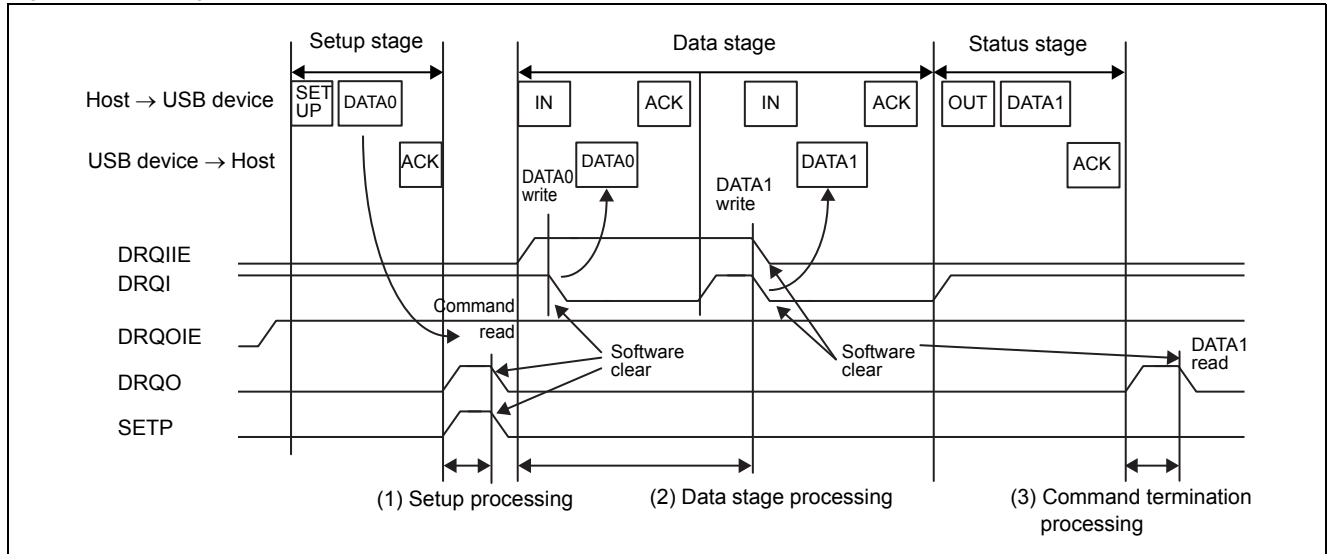 Setup stage
Data stage
Status stage
Host → USB device
SET
UP
DATA0
IN
ACK
IN
ACK
OUT
DATA1
USB device → Host
ACK
DATA0
DATA1
ACK
DATA0
write
DATA1
write
DRQIIE
DRQI
Command
read
DRQOIE
Software
clear
Software
clear
DATA1
read
DRQO
SETP
(1) Setup processing
(2) Data stage processing
(3) Command termination
processing